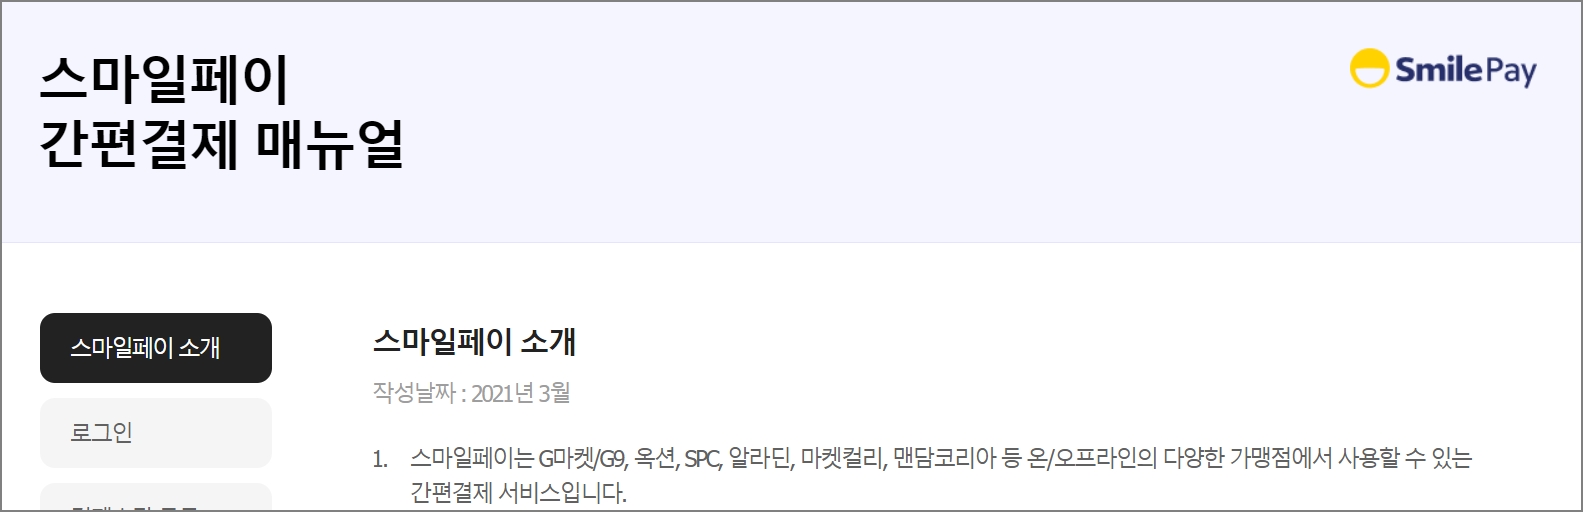 스마일페이
간편결제 매뉴얼
SmilePay
스마일페이 소개
로그인
스마일페이 소개
작성날짜 : 2021년 3월
1. 스마일페이는 G마켓/G9, 옥션, SPC, 알라딘, 마켓컬리, 맨담코리아 등 온/오프라인의 다양한 가맹점에서 사용할 수 있는
간편결제 서비스입니다.